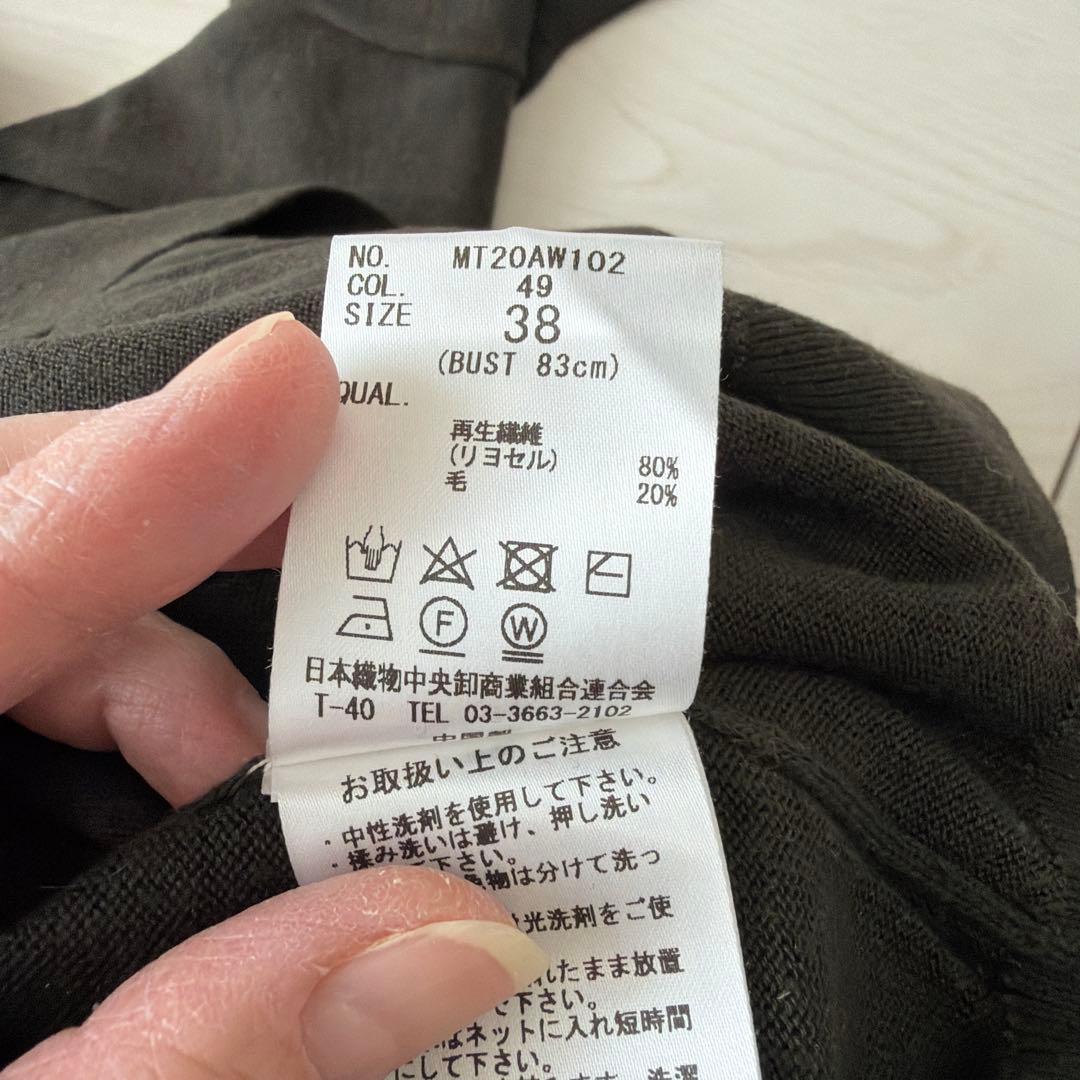 NO. MT20AW102
COL. 49
SIZE 38
(BUST 83cm)
QUAL.
再生繊維
(リヨセル) 80%
毛 20%
F W
日本織物中央卸商業組合連合会
T-40 TEL 03-3663-2102
お取扱い上のご注意
・中性洗剤を使用して下さい。
・揉み洗いは避け、押し洗い
て下さい。
色物は分けて洗っ
光洗剤をご使
れたまま放置
で下さい。
はネットに入れ短時間
にして下さい。